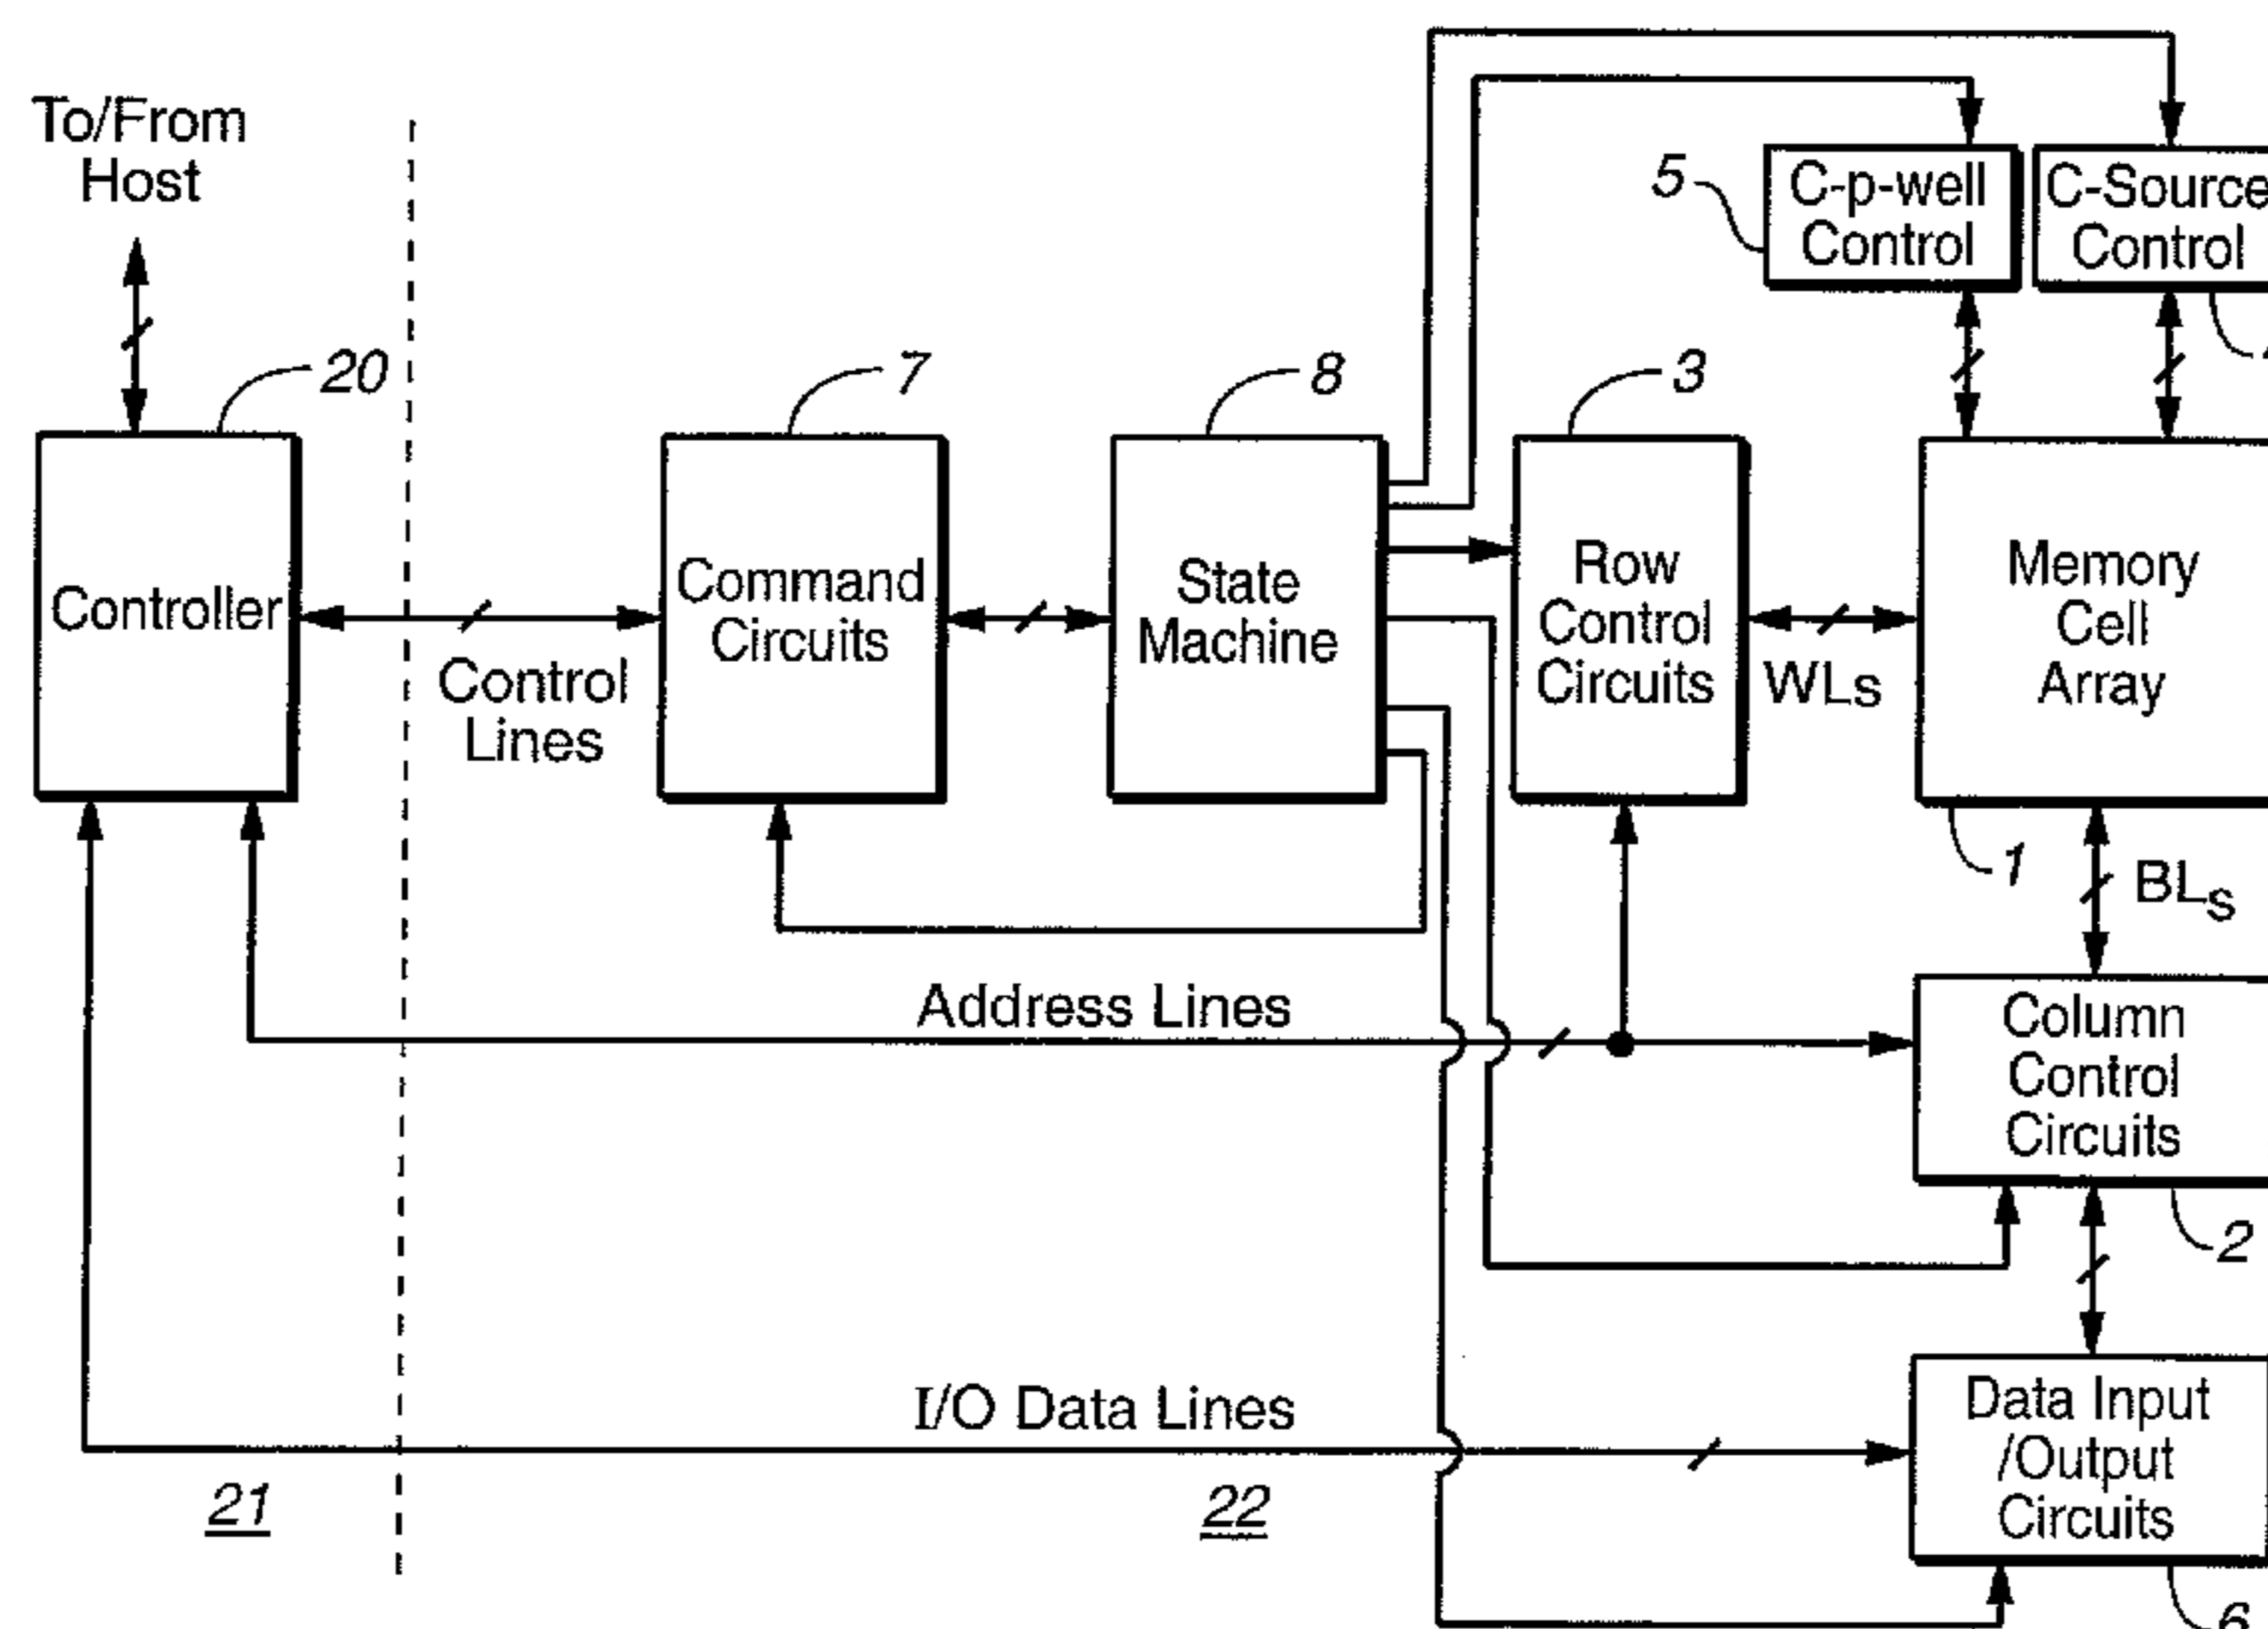 To/From
Host
5
C-p-well
Control
C-Source
Control
20
7
8
3
Controller
Command
Circuits
State
Machine
Row
Control
Circuits
Memory
Cell
Array
Control
Lines
WLs
1
BLs
Address Lines
Column
Control
Circuits
2
I/O Data Lines
Data Input
/Output
Circuits
21
22
6